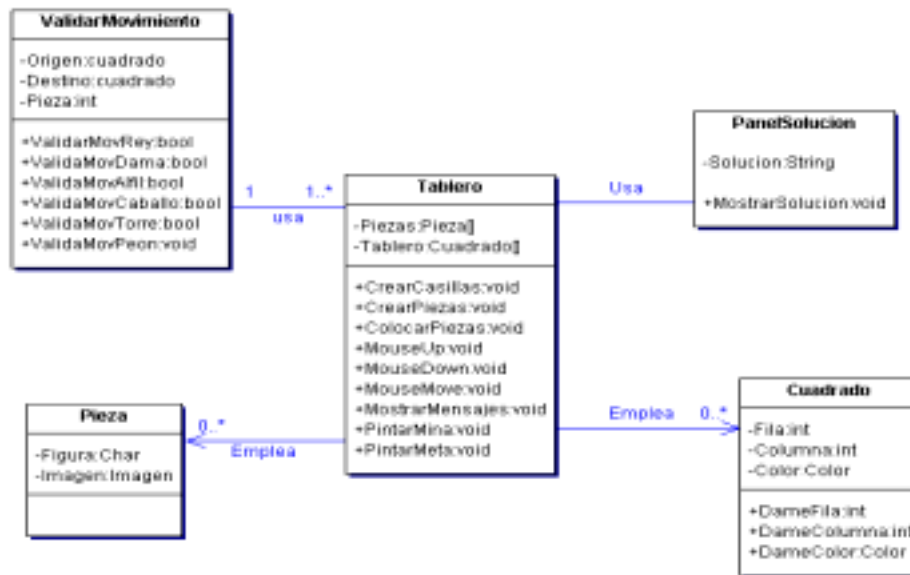 ValidarMovimiento
-Origen:cuadrado
-Destino:cuadrado
-Pieza:int
+ValidarMovRey:bool
+ValidaMovDama:bool
+ValidaMovAlfil:bool
+ValidaMovCaballo:bool
+ValidaMovTorre:bool
+ValidaMovPeon:void
1 1..*
usa
Tablero
-Piezas:Pieza[]
-Tablero:Cuadrado[]
+CrearCasillas:void
+CrearPiezas:void
+ColocarPiezas:void
+MouseUp:void
+MouseDown:void
+MouseMove:void
+MostrarMensajes:void
+PintarMina:void
+PintarMeta:void
Usa
PanelSolucion
-Solucion:String
+MostrarSolucion:void
Pieza
-Figura:Char
-Imagen:Imagen
0..*
Emplea
Emplea 0..*
Cuadrado
-Fila:int
-Columna:int
-Color:Color
+DameFila:int
+DameColumna:int
+DameColor:Color